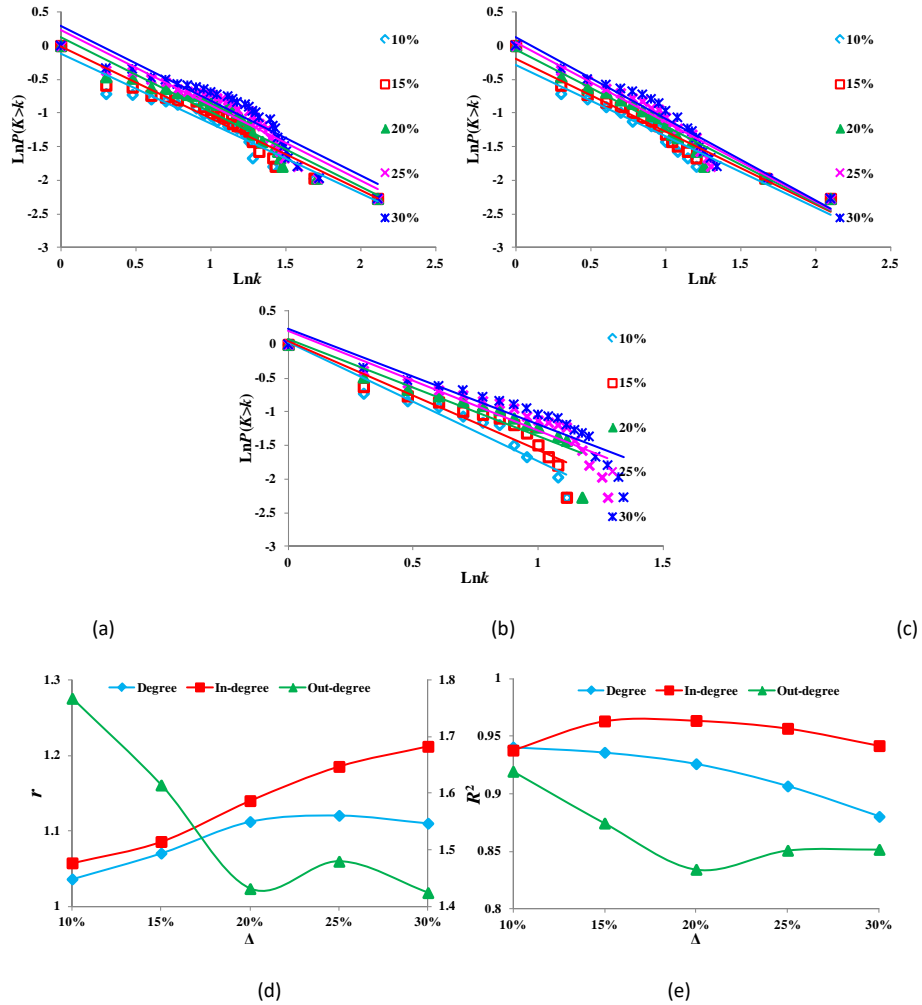 0.5
0
-0.5
-1
-1.5
-2
-2.5
-3
LnP(K>k)
0 0.5 1 1.5 2 2.5
Lnk
10%
15%
20%
25%
30%
0.5
0
-0.5
-1
-1.5
-2
-2.5
-3
LnP(K>k)
0 0.5 1 1.5 2 2.5
Lnk
10%
15%
20%
25%
30%
0.5
0
-0.5
-1
-1.5
-2
-2.5
-3
LnP(K>k)
0 0.5 1 1.5
Lnk
10%
15%
20%
25%
30%
(a) (b) (c)
Degree In-degree Out-degree
1.3
1.2
1.1
1
r
1.8
1.7
1.6
1.5
1.4
10% 15% 20% 25% 30%
Δ
Degree In-degree Out-degree
1
0.95
0.9
0.85
0.8
R²
10% 15% 20% 25% 30%
Δ
(d) (e)